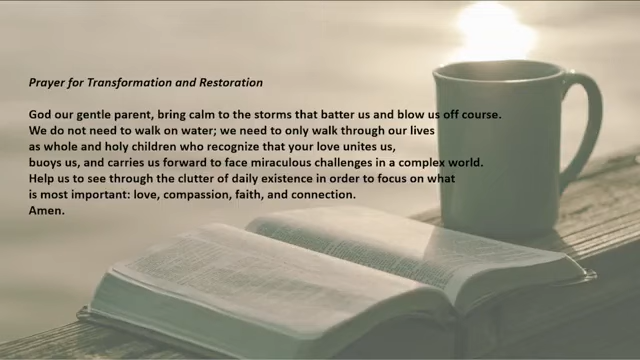 Prayer for Transformation and Restoration
God our gentle parent, bring calm to the storms that batter us and blow us off course.
We do not need to walk on water; we need to only walk through our lives
as whole and holy children who recognize that your love unites us,
buoys us, and carries us forward to face miraculous challenges in a complex world.
Help us to see through the clutter of daily existence in order to focus on what
is most important: love, compassion, faith, and connection.
Amen.